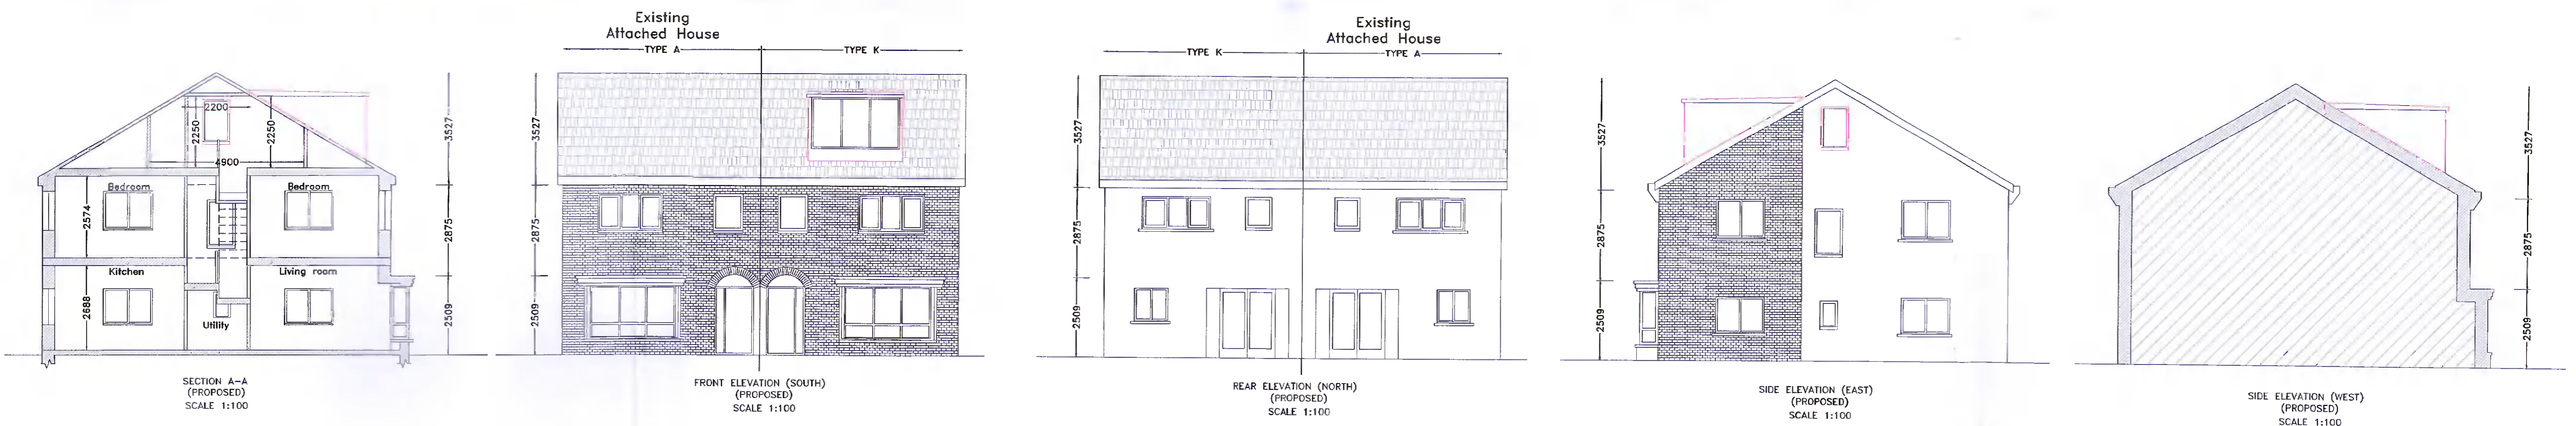 2200
2250
2250
4900
3527
Bedroom
Bedroom
2574
2875
Kitchen
Living room
2688
Utility
2509
SECTION A-A
(PROPOSED)
SCALE 1:100
Existing
Attached House
TYPE A
TYPE K
3527
2875
2509
FRONT ELEVATION (SOUTH)
(PROPOSED)
SCALE 1:100
Existing
Attached House
TYPE K
TYPE A
3527
2875
2509
REAR ELEVATION (NORTH)
(PROPOSED)
SCALE 1:100
3527
2875
2509
SIDE ELEVATION (EAST)
(PROPOSED)
SCALE 1:100
3527
2875
2509
SIDE ELEVATION (WEST)
(PROPOSED)
SCALE 1:100